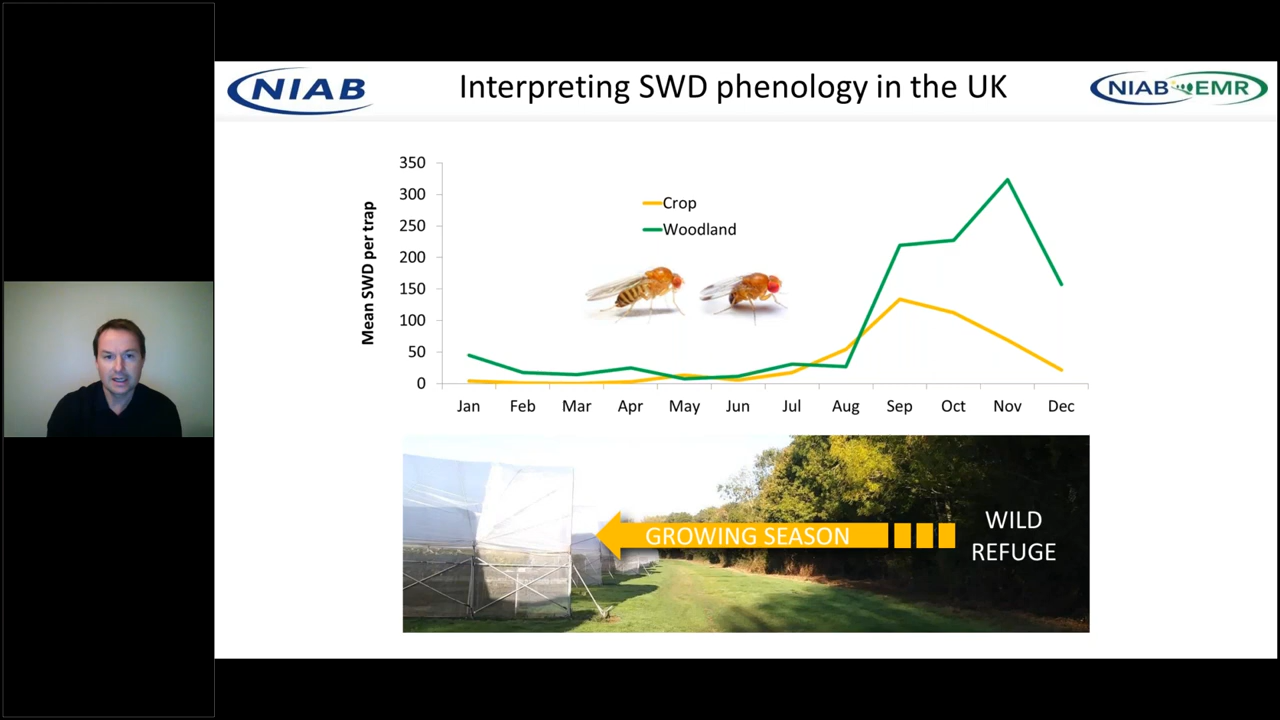 NIAB
Interpreting SWD phenology in the UK
NIAB EMR
Mean SWD per trap
350
300
250
200
150
100
50
0
Crop
Woodland
Jan Feb Mar Apr May Jun Jul Aug Sep Oct Nov Dec
GROWING SEASON
WILD
REFUGE